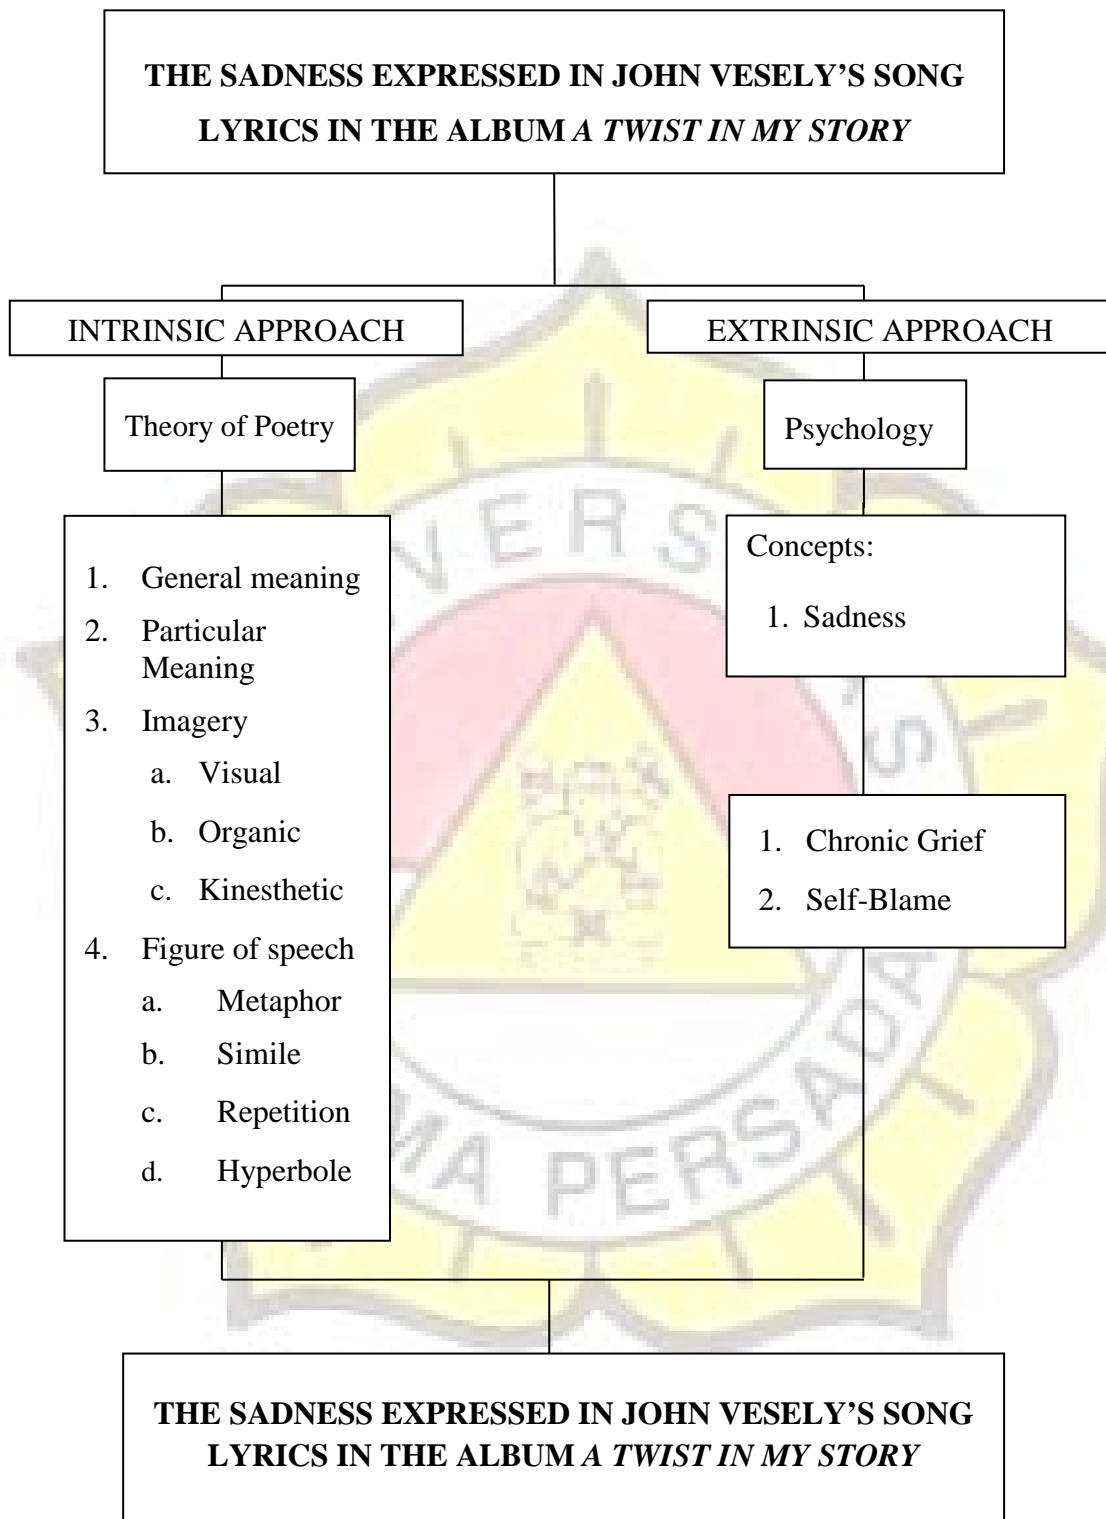 THE SADNESS EXPRESSED IN JOHN VESELY’S SONG
LYRICS IN THE ALBUM A TWIST IN MY STORY
INTRINSIC APPROACH
EXTRINSIC APPROACH
Theory of Poetry
Psychology
1. General meaning
2. Particular
Meaning
3. Imagery
a. Visual
b. Organic
c. Kinesthetic
4. Figure of speech
a. Metaphor
b. Simile
c. Repetition
d. Hyperbole
Concepts:
1. Sadness
1. Chronic Grief
2. Self-Blame
VERS
S
MA PERSADA
THE SADNESS EXPRESSED IN JOHN VESELY’S SONG
LYRICS IN THE ALBUM A TWIST IN MY STORY